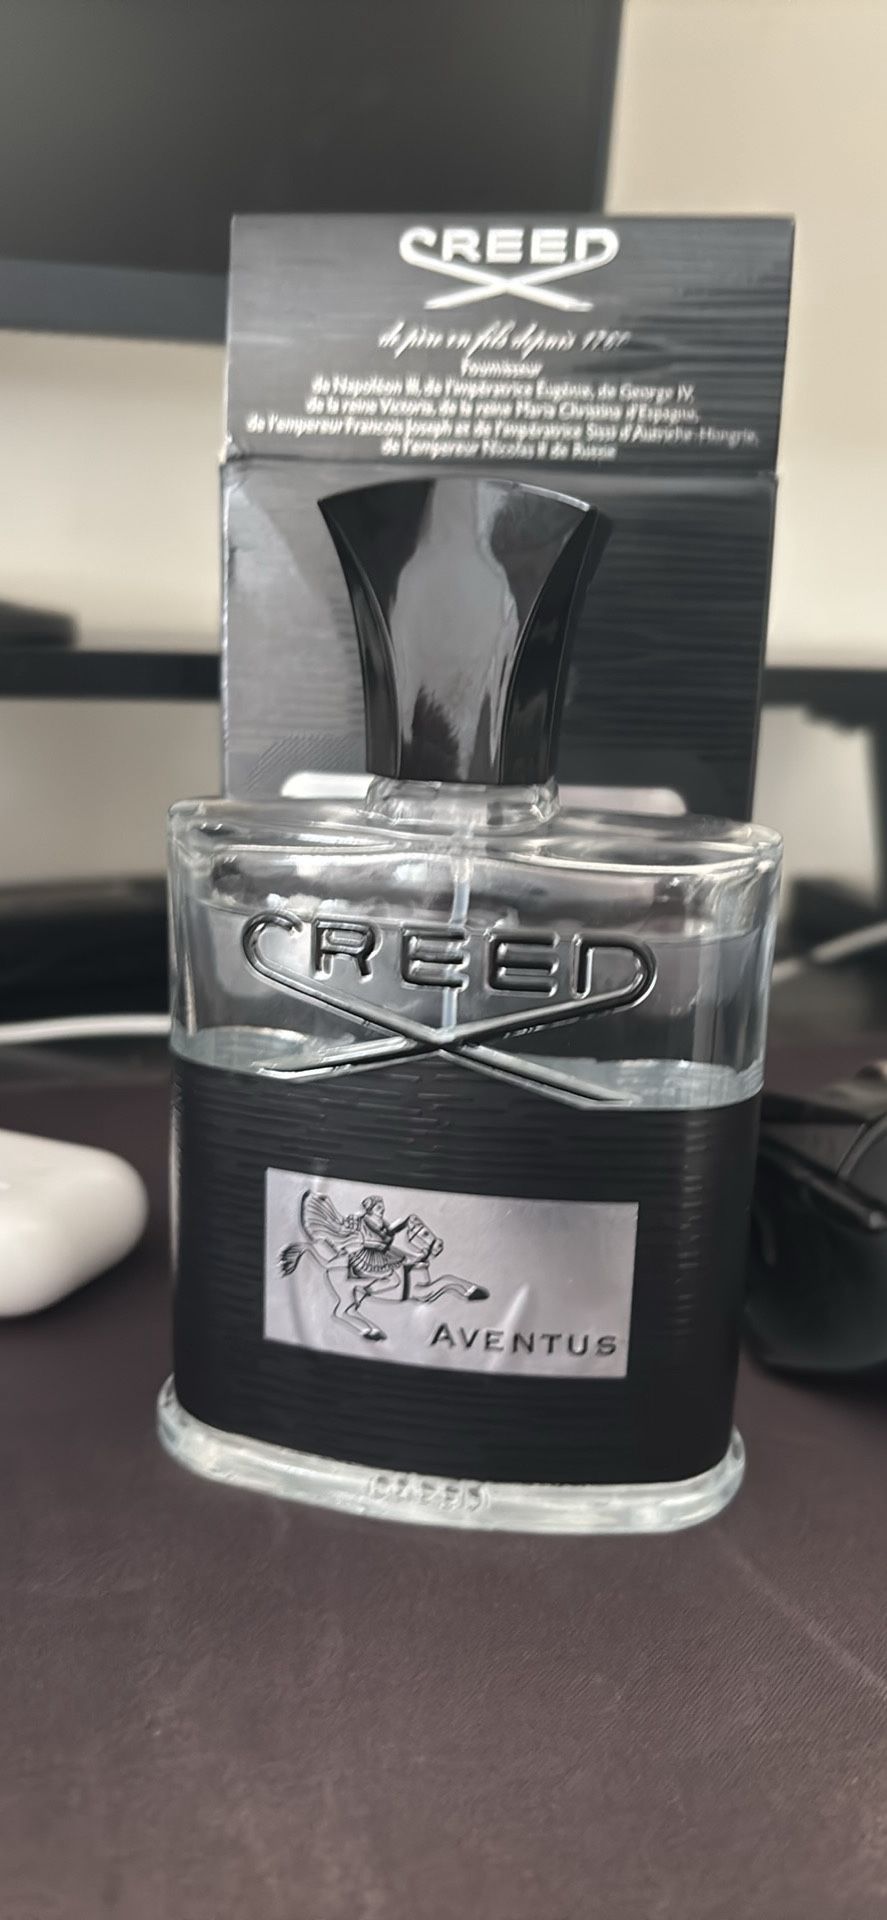 CREED
de père en fils depuis 1760
Fournisseur
de Napoléon III, de l'impératrice Eugénie, de George IV,
de la reine Victoria, de la reine Maria Christina d'Espagne,
de l'empereur François Joseph et de l'impératrice Sissi d'Autriche-Hongrie,
de l'empereur Nicolas II de Russie
CREED
AVENTUS
CREED